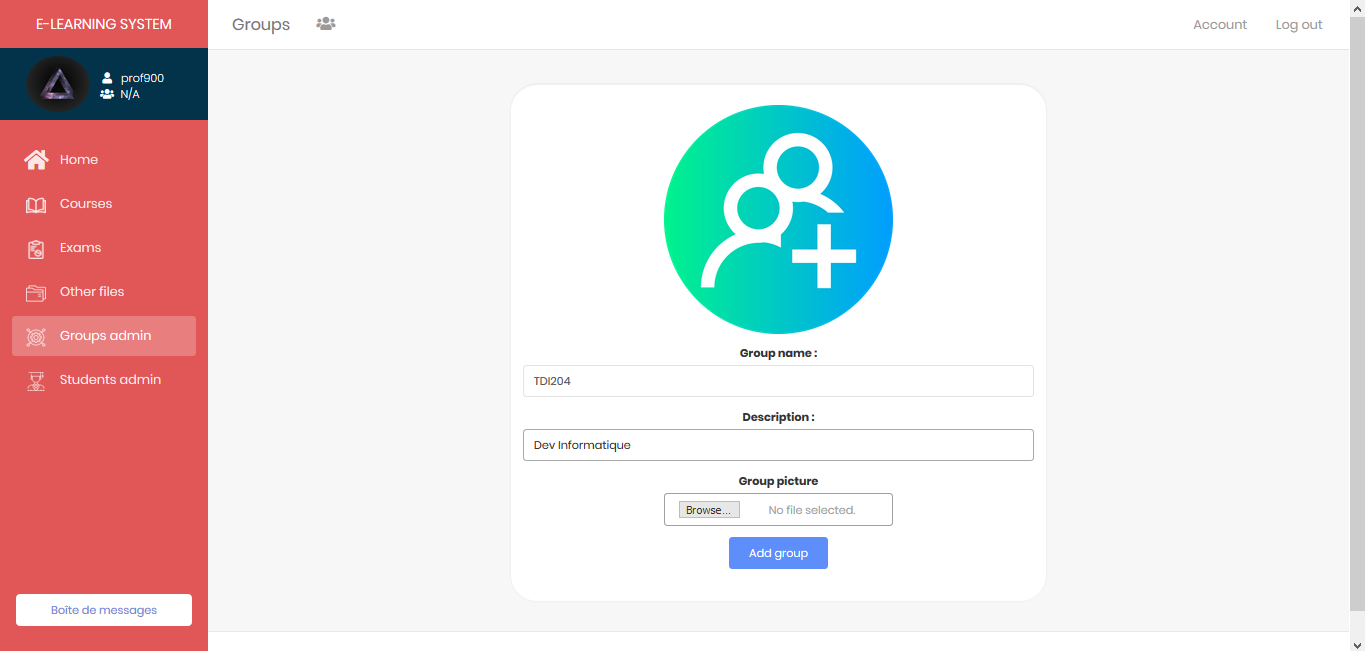 E-LEARNING SYSTEM
prof900
N/A
Home
Courses
Exams
Other files
Groups admin
Students admin
Boîte de messages
Groups
Account
Log out
Group name :
TDI204
Description :
Dev Informatique
Group picture
Browse... No file selected.
Add group